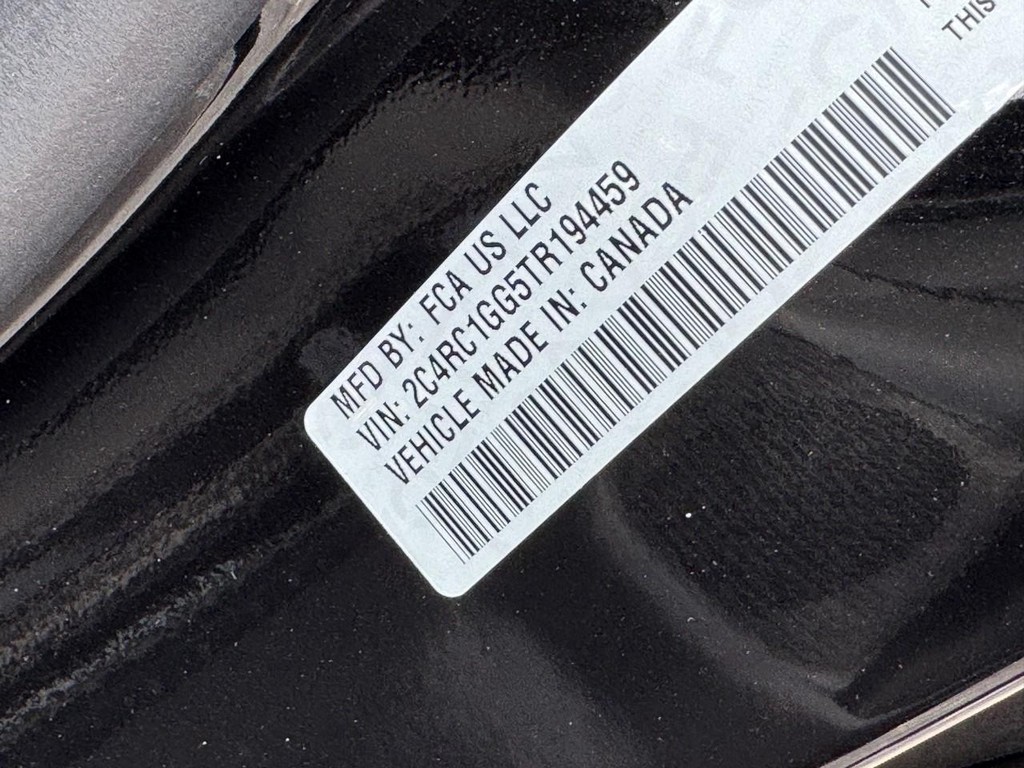 MFD BY: FCA US LLC
VIN: 2C4RC1GG5TR194459
VEHICLE MADE IN: CANADA
THIS